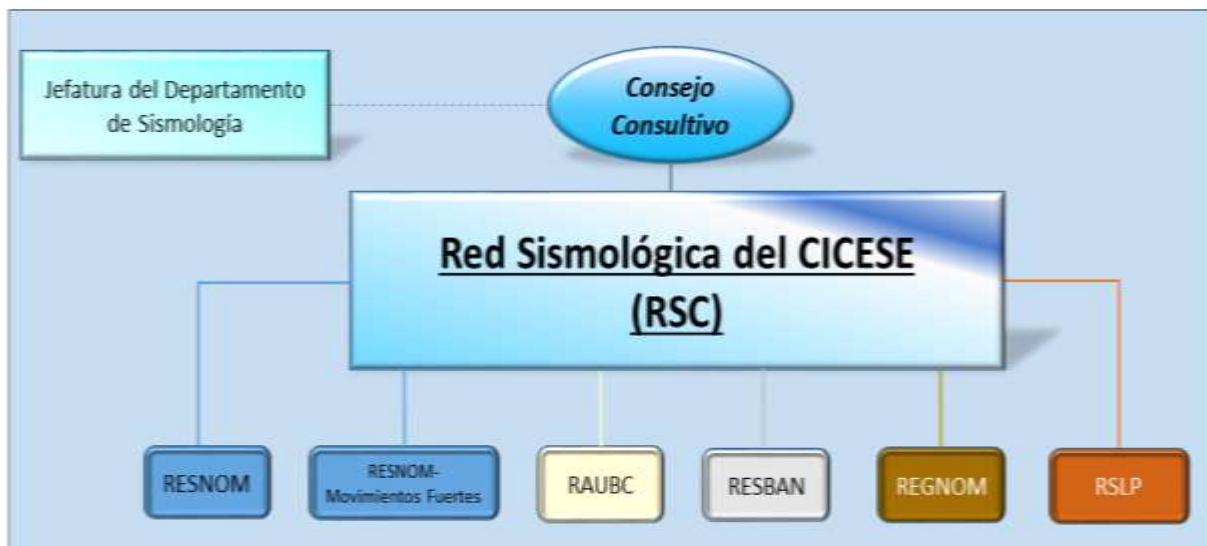 Jefatura del Departamento
de Sismología
Consejo
Consultivo
Red Sismológica del CICESE
(RSC)
RESNOM
RESNOM-
Movimientos Fuertes
RAUBC
RESBAN
REGNOM
RSLP